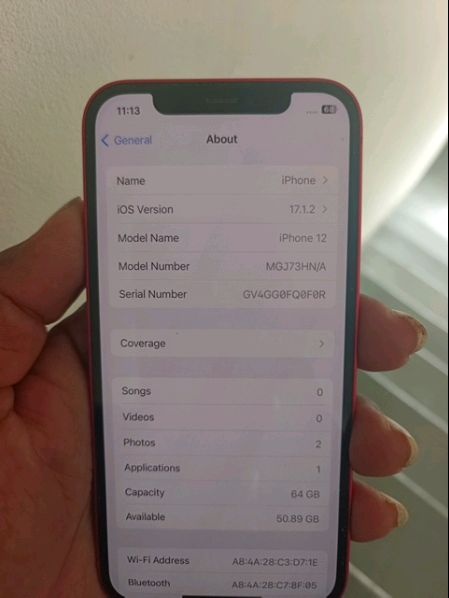 11:13
68
General
About
Name iPhone
iOS Version 17.1.2
Model Name iPhone 12
Model Number MGJ73HN/A
Serial Number GV4GG0FQ0F0R
Coverage
Songs 0
Videos 0
Photos 2
Applications 1
Capacity 64 GB
Available 50.89 GB
Wi-Fi Address A8:4A:28:C3:D7:1E
Bluetooth A8:4A:28:C7:8F:05